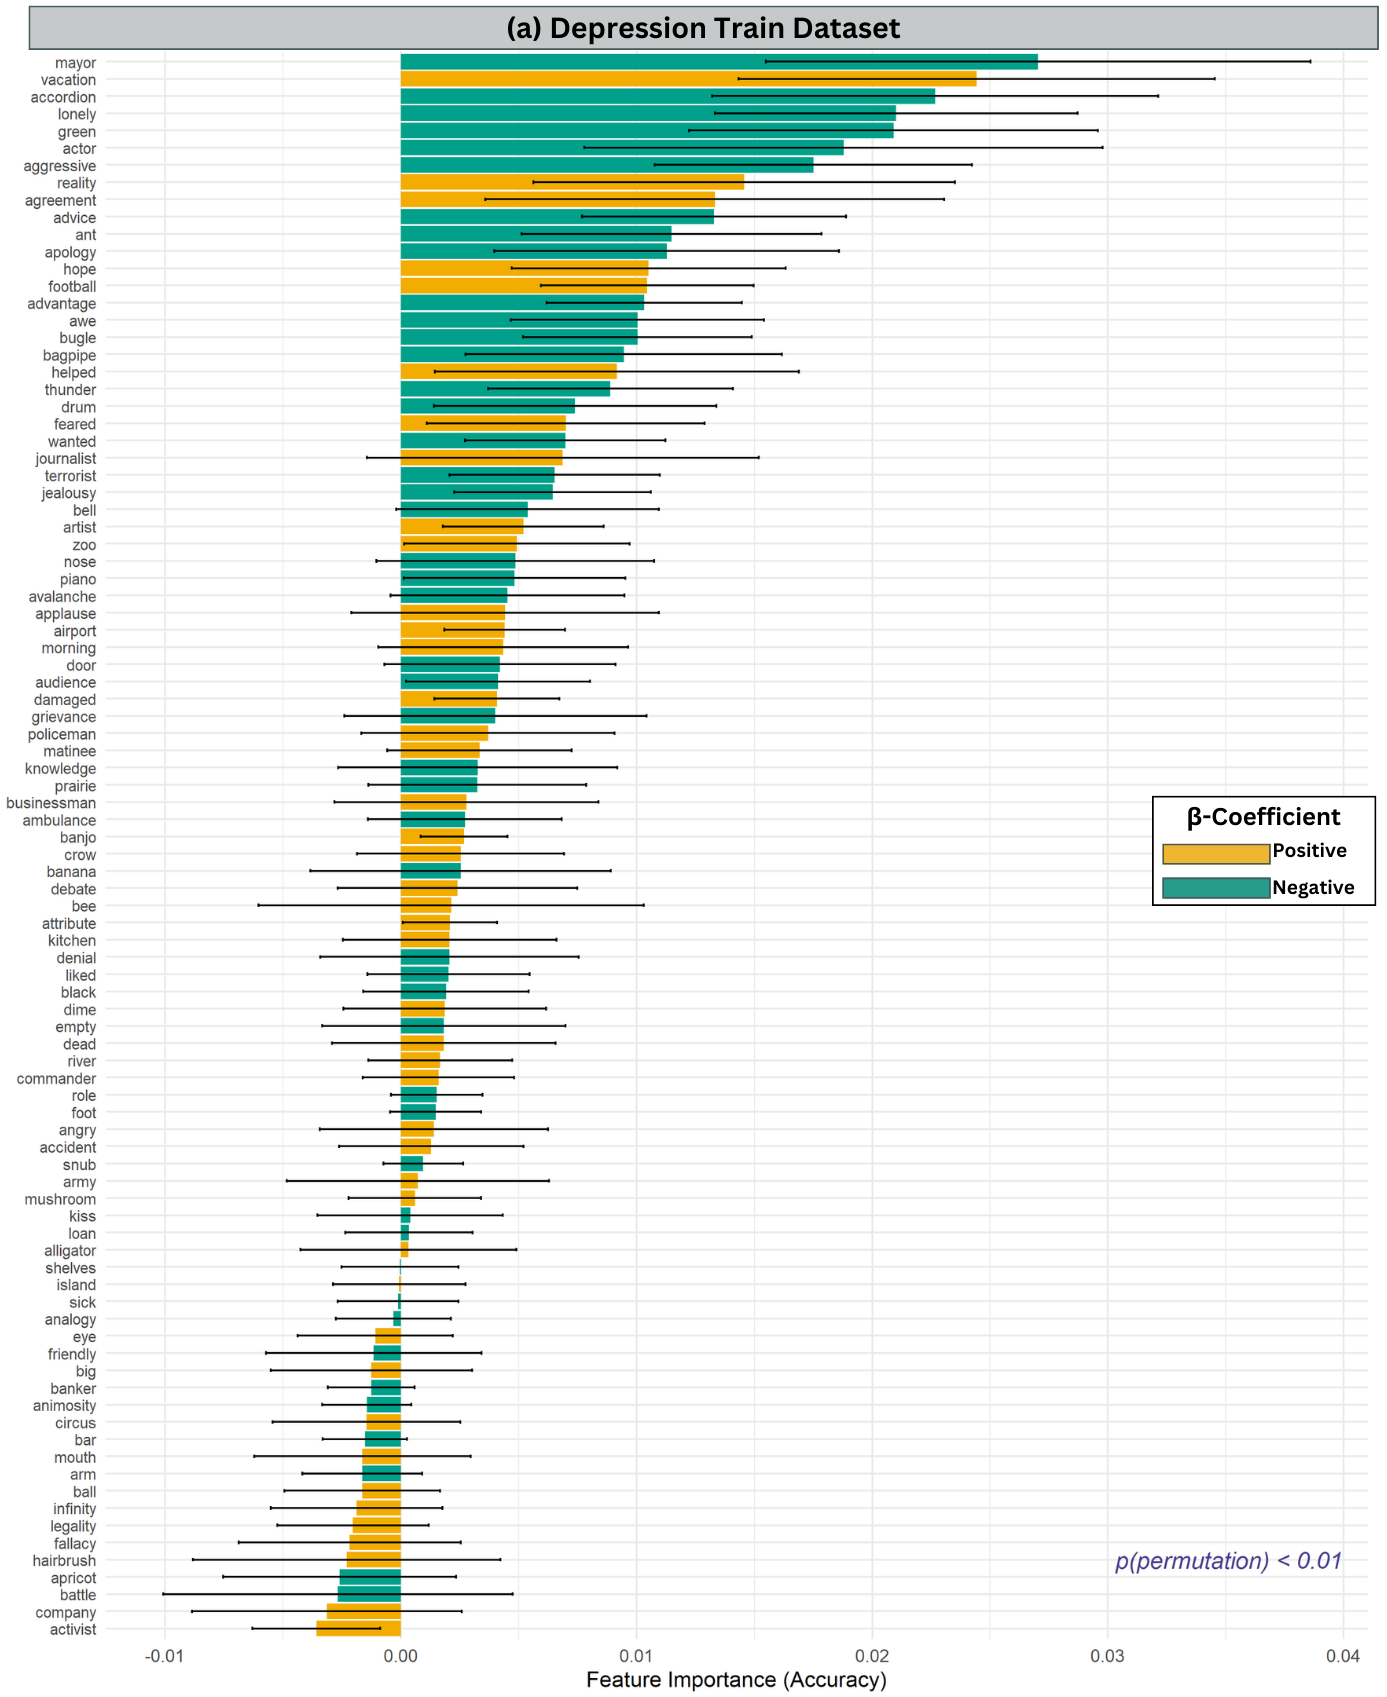 (a) Depression Train Dataset
mayor
vacation
accordion
lonely
green
actor
aggressive
reality
agreement
advice
ant
apology
hope
football
advantage
awe
bugle
bagpipe
helped
thunder
drum
feared
wanted
journalist
terrorist
jealousy
bell
artist
zoo
nose
piano
avalanche
applause
airport
morning
door
audience
damaged
grievance
policeman
matinee
knowledge
prairie
businessman
ambulance
banjo
crow
banana
debate
bee
attribute
kitchen
denial
liked
black
dime
empty
dead
river
commander
role
foot
angry
accident
snub
army
mushroom
kiss
loan
alligator
shelves
island
sick
analogy
eye
friendly
big
banker
animosity
circus
bar
mouth
arm
ball
infinity
legality
fallacy
hairbrush
apricot
battle
company
activist
β-Coefficient
Positive
Negative
p(permutation) < 0.01
-0.01 0.00 0.01 0.02 0.03 0.04
Feature Importance (Accuracy)